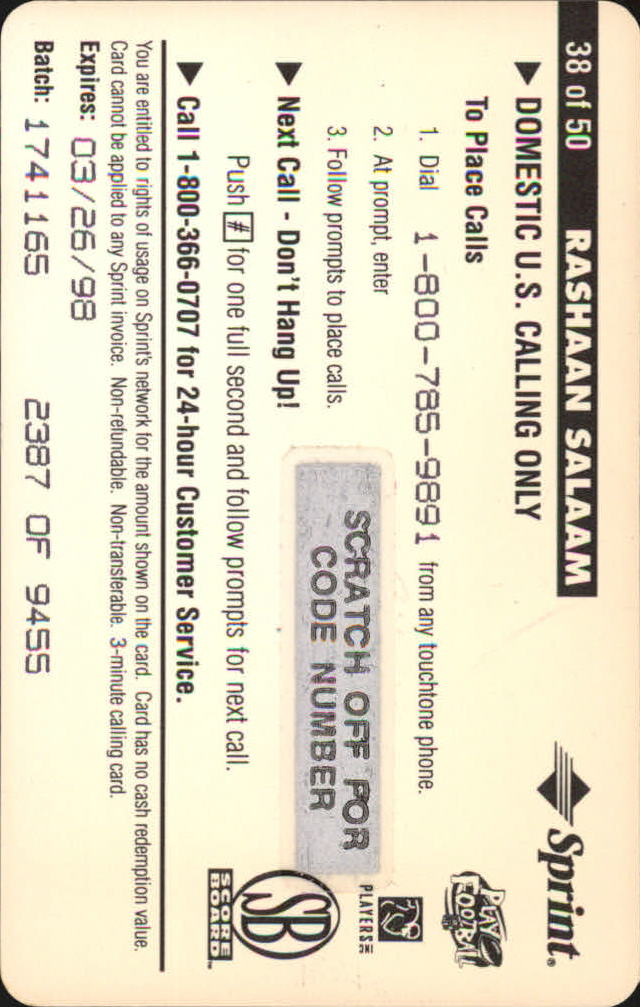 38 of 50 RASHAAN SALAAM
▶ DOMESTIC U.S. CALLING ONLY
To Place Calls
1. Dial 1-800-785-9891 from any touchtone phone.
2. At prompt, enter
3. Follow prompts to place calls.
SCRATCH OFF FOR
CODE NUMBER
▶ Next Call - Don't Hang Up!
Push # for one full second and follow prompts for next call.
▶ Call 1-800-366-0707 for 24-hour Customer Service.
You are entitled to rights of usage on Sprint's network for the amount shown on the card. Card has no cash redemption value.
Card cannot be applied to any Sprint invoice. Non-refundable. Non-transferable. 3-minute calling card.
Expires: 03/26/98
Batch: 1741165 2387 OF 9455
Sprint®
PLAY
FOOTBALL
PLAYERS INC
SB
SCORE
BOARD™